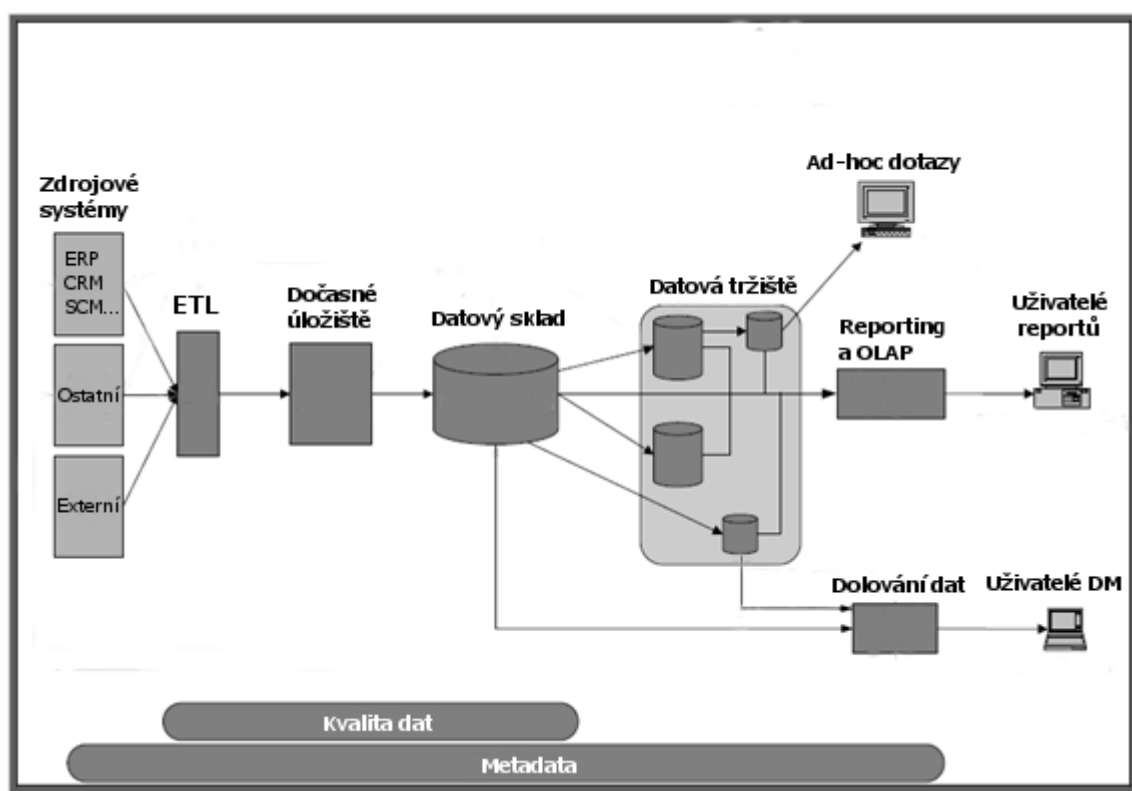 Ad-hoc dotazy
Zdrojové
systémy
ERP
CRM
SCM...
Ostatní
Externí
ETL
Dočasné
úložiště
Datový sklad
Datová tržiště
Reporting
a OLAP
Uživatelé
reportů
Dolování dat
Uživatelé DM
Kvalita dat
Metadata